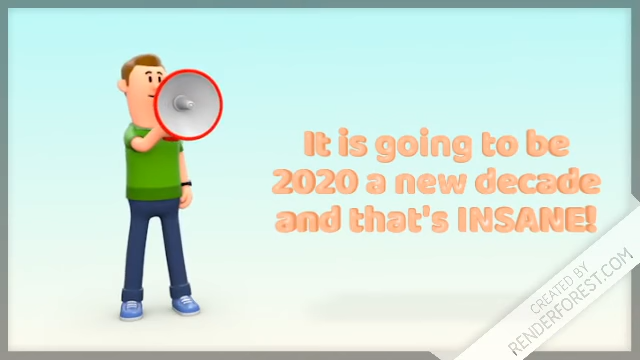 It is going to be
2020 a new decade
and that's INSANE!
CREATED BY
RENDERFOREST.COM